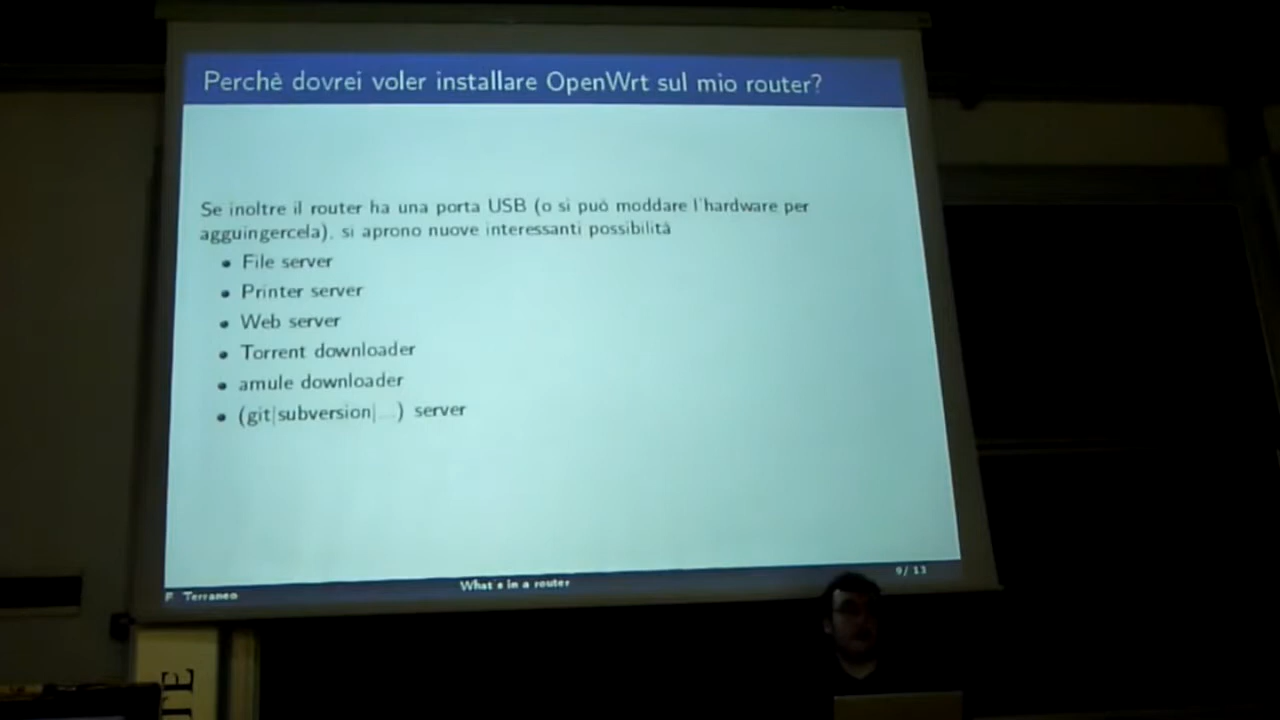 Perchè dovrei voler installare OpenWrt sul mio router?
Se inoltre il router ha una porta USB (o si può moddare l'hardware per
agguingercela), si aprono nuove interessanti possibilità
• File server
• Printer server
• Web server
• Torrent downloader
• amule downloader
• (git|subversion|...) server
F. Terraneo
What's in a router
9/ 13
TE